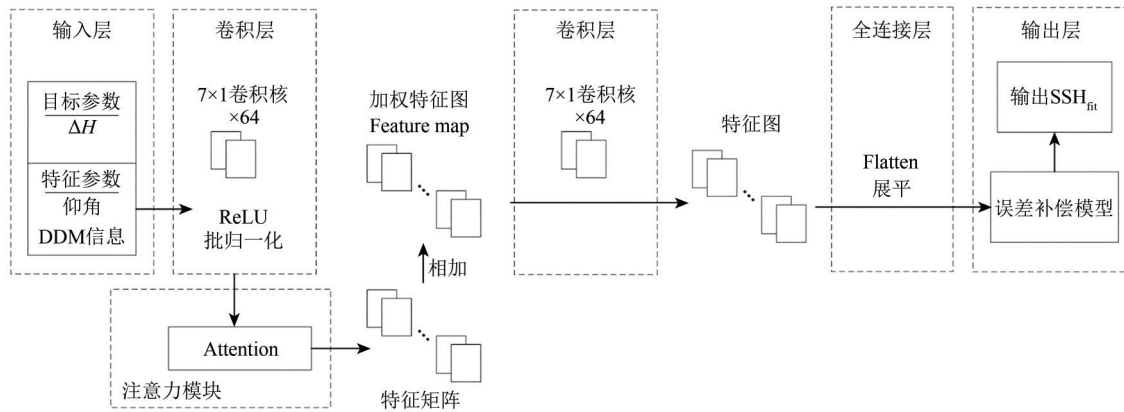 输入层
目标参数
ΔH
特征参数
仰角
DDM信息
卷积层
7×1卷积核
×64
ReLU
批归一化
Attention
注意力模块
加权特征图
Feature map
相加
特征矩阵
卷积层
7×1卷积核
×64
特征图
全连接层
Flatten
展平
输出层
输出SSH_fit
误差补偿模型